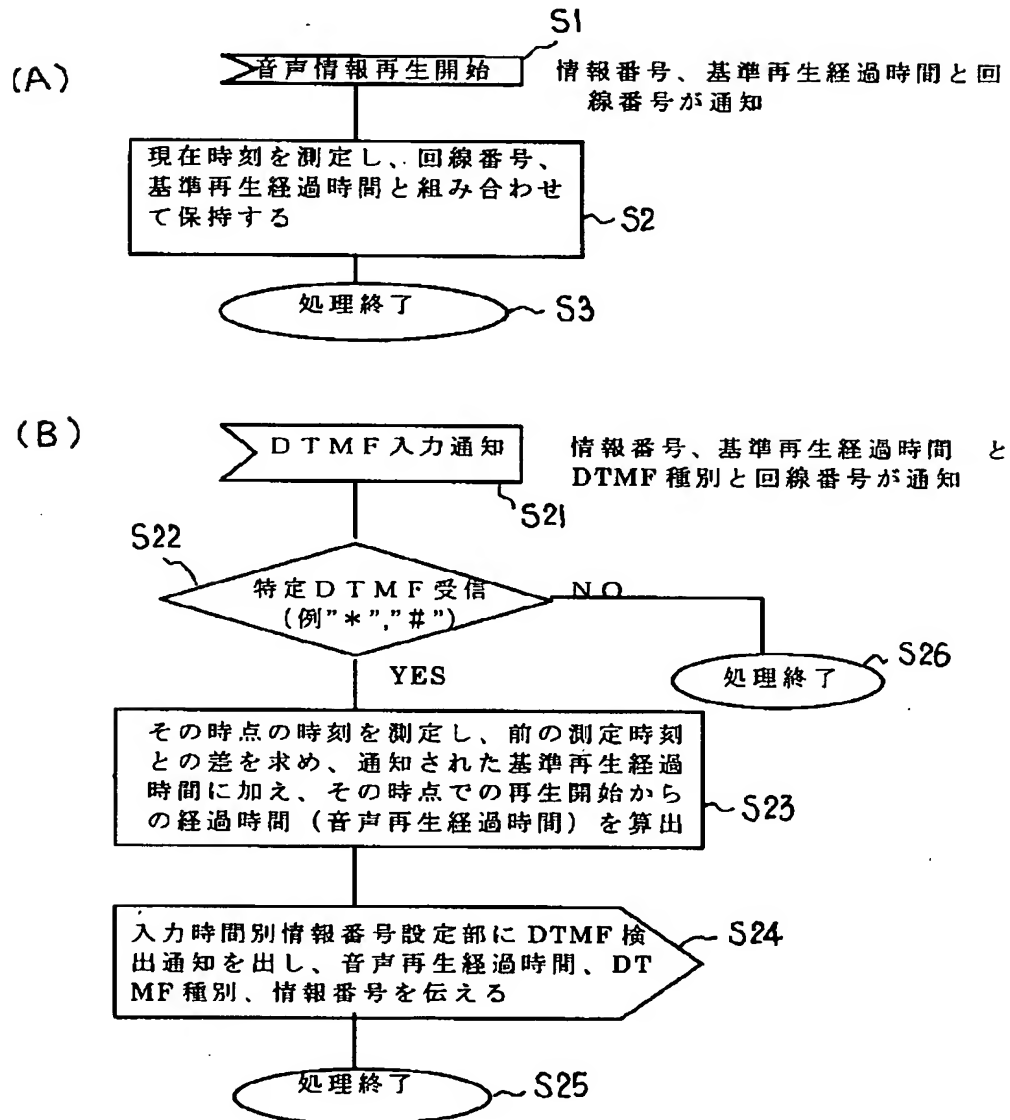 S1
(A)
音声情報再生開始
情報番号、基準再生経過時間と回
線番号が通知
現在時刻を測定し、回線番号、
基準再生経過時間と組み合わせ
て保持する
S2
処理終了
S3
(B)
DTMF入力通知
情報番号、基準再生経過時間 と
DTMF種別と回線番号が通知
S21
S22
特定DTMF受信
(例"*","#")
NO
YES
処理終了
S26
その時点の時刻を測定し、前の測定時刻
との差を求め、通知された基準再生経過
時間に加え、その時点での再生開始から
の経過時間（音声再生経過時間）を算出
S23
入力時間別情報番号設定部にDTMF検
出通知を出し、音声再生経過時間、DT
MF種別、情報番号を伝える
S24
処理終了
S25